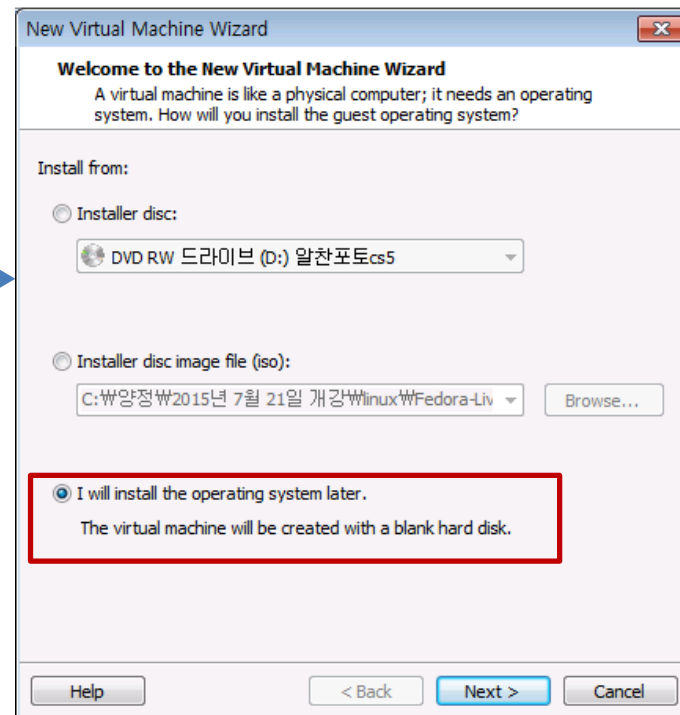 New Virtual Machine Wizard
Welcome to the New Virtual Machine Wizard
A virtual machine is like a physical computer; it needs an operating
system. How will you install the guest operating system?
Install from:
Installer disc:
DVD RW 드라이브 (D:) 알찬포토cs5
Installer disc image file (iso):
C:₩양정₩2015년 7월 21일 개강₩linux₩Fedora-Liv
Browse...
I will install the operating system later.
The virtual machine will be created with a blank hard disk.
Help
< Back
Next >
Cancel